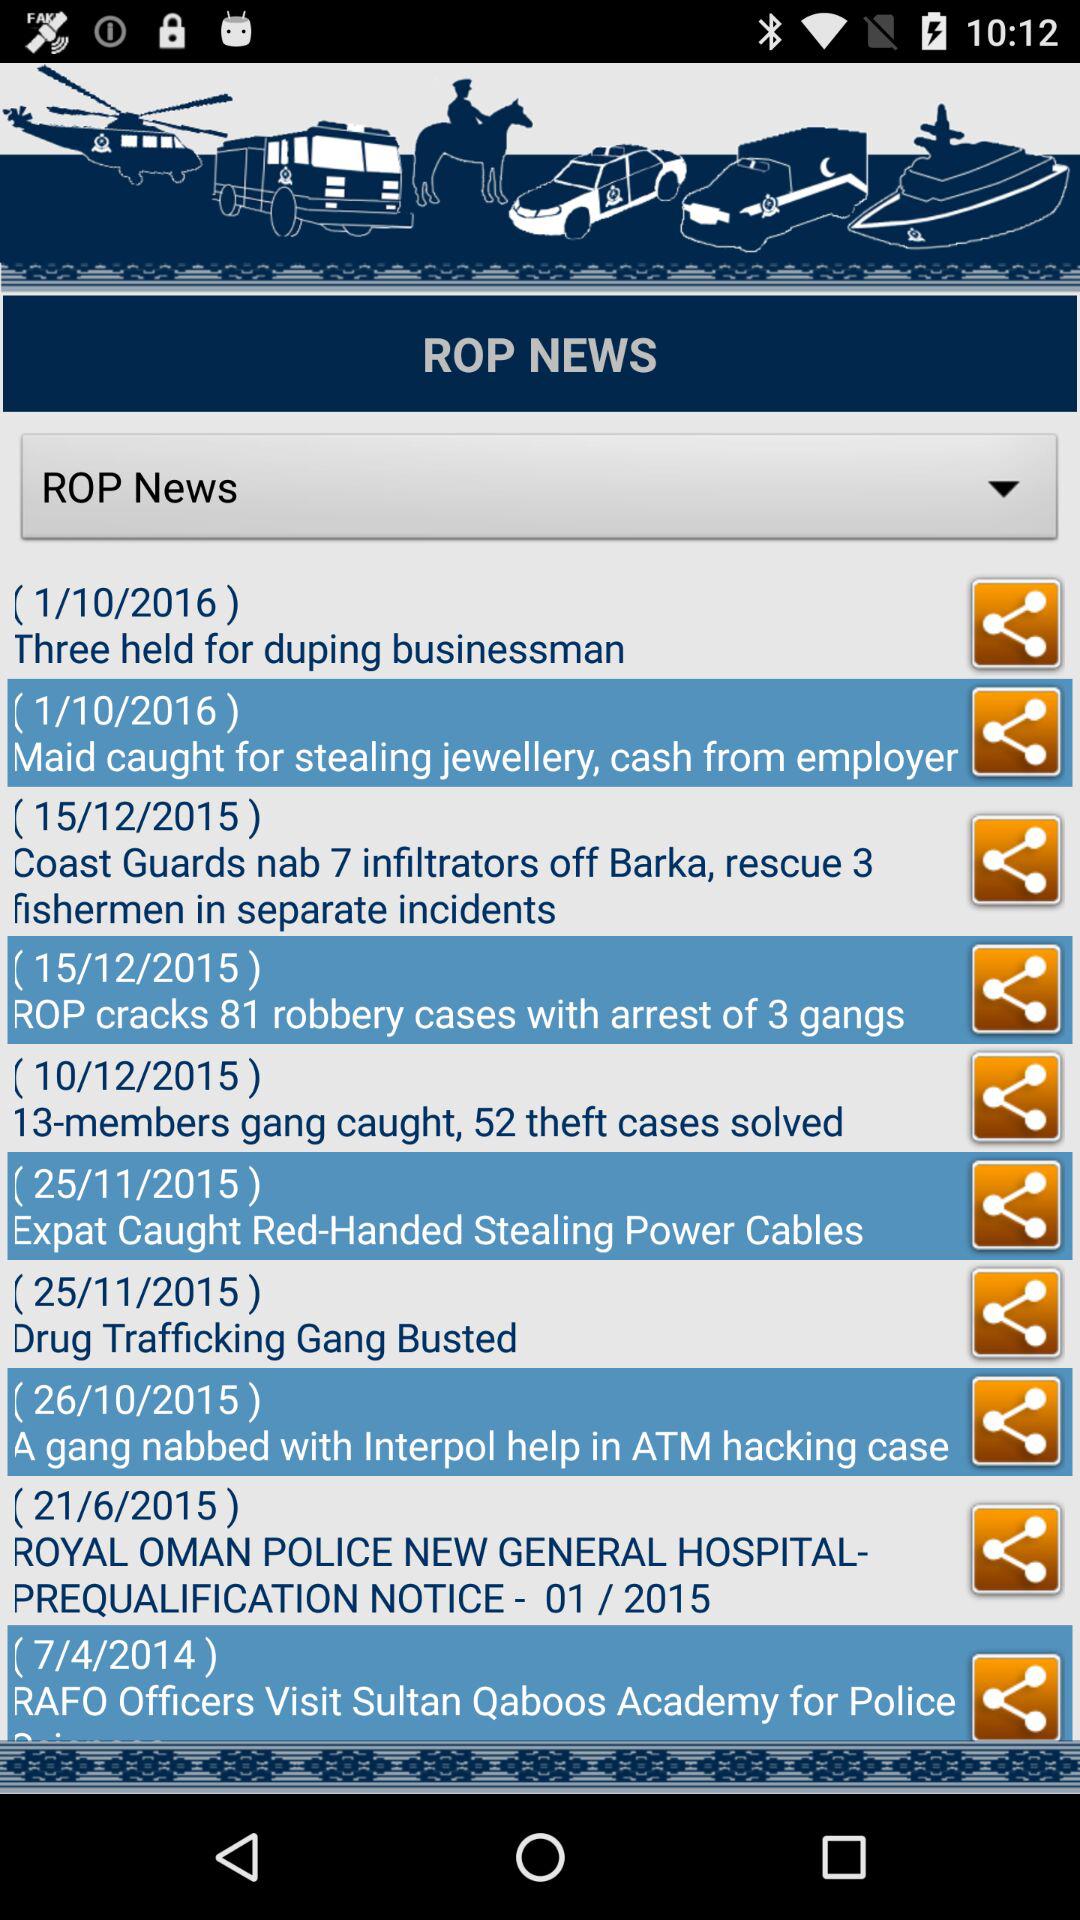 FAKE
10:12
ROP NEWS
ROP News
( 1/10/2016 )
Three held for duping businessman
( 1/10/2016 )
Maid caught for stealing jewellery, cash from employer
( 15/12/2015 )
Coast Guards nab 7 infiltrators off Barka, rescue 3
fishermen in separate incidents
( 15/12/2015 )
ROP cracks 81 robbery cases with arrest of 3 gangs
( 10/12/2015 )
13-members gang caught, 52 theft cases solved
( 25/11/2015 )
Expat Caught Red-Handed Stealing Power Cables
( 25/11/2015 )
Drug Trafficking Gang Busted
( 26/10/2015 )
A gang nabbed with Interpol help in ATM hacking case
( 21/6/2015 )
ROYAL OMAN POLICE NEW GENERAL HOSPITAL-
PREQUALIFICATION NOTICE -  01 / 2015
( 7/4/2014 )
RAFO Officers Visit Sultan Qaboos Academy for Police